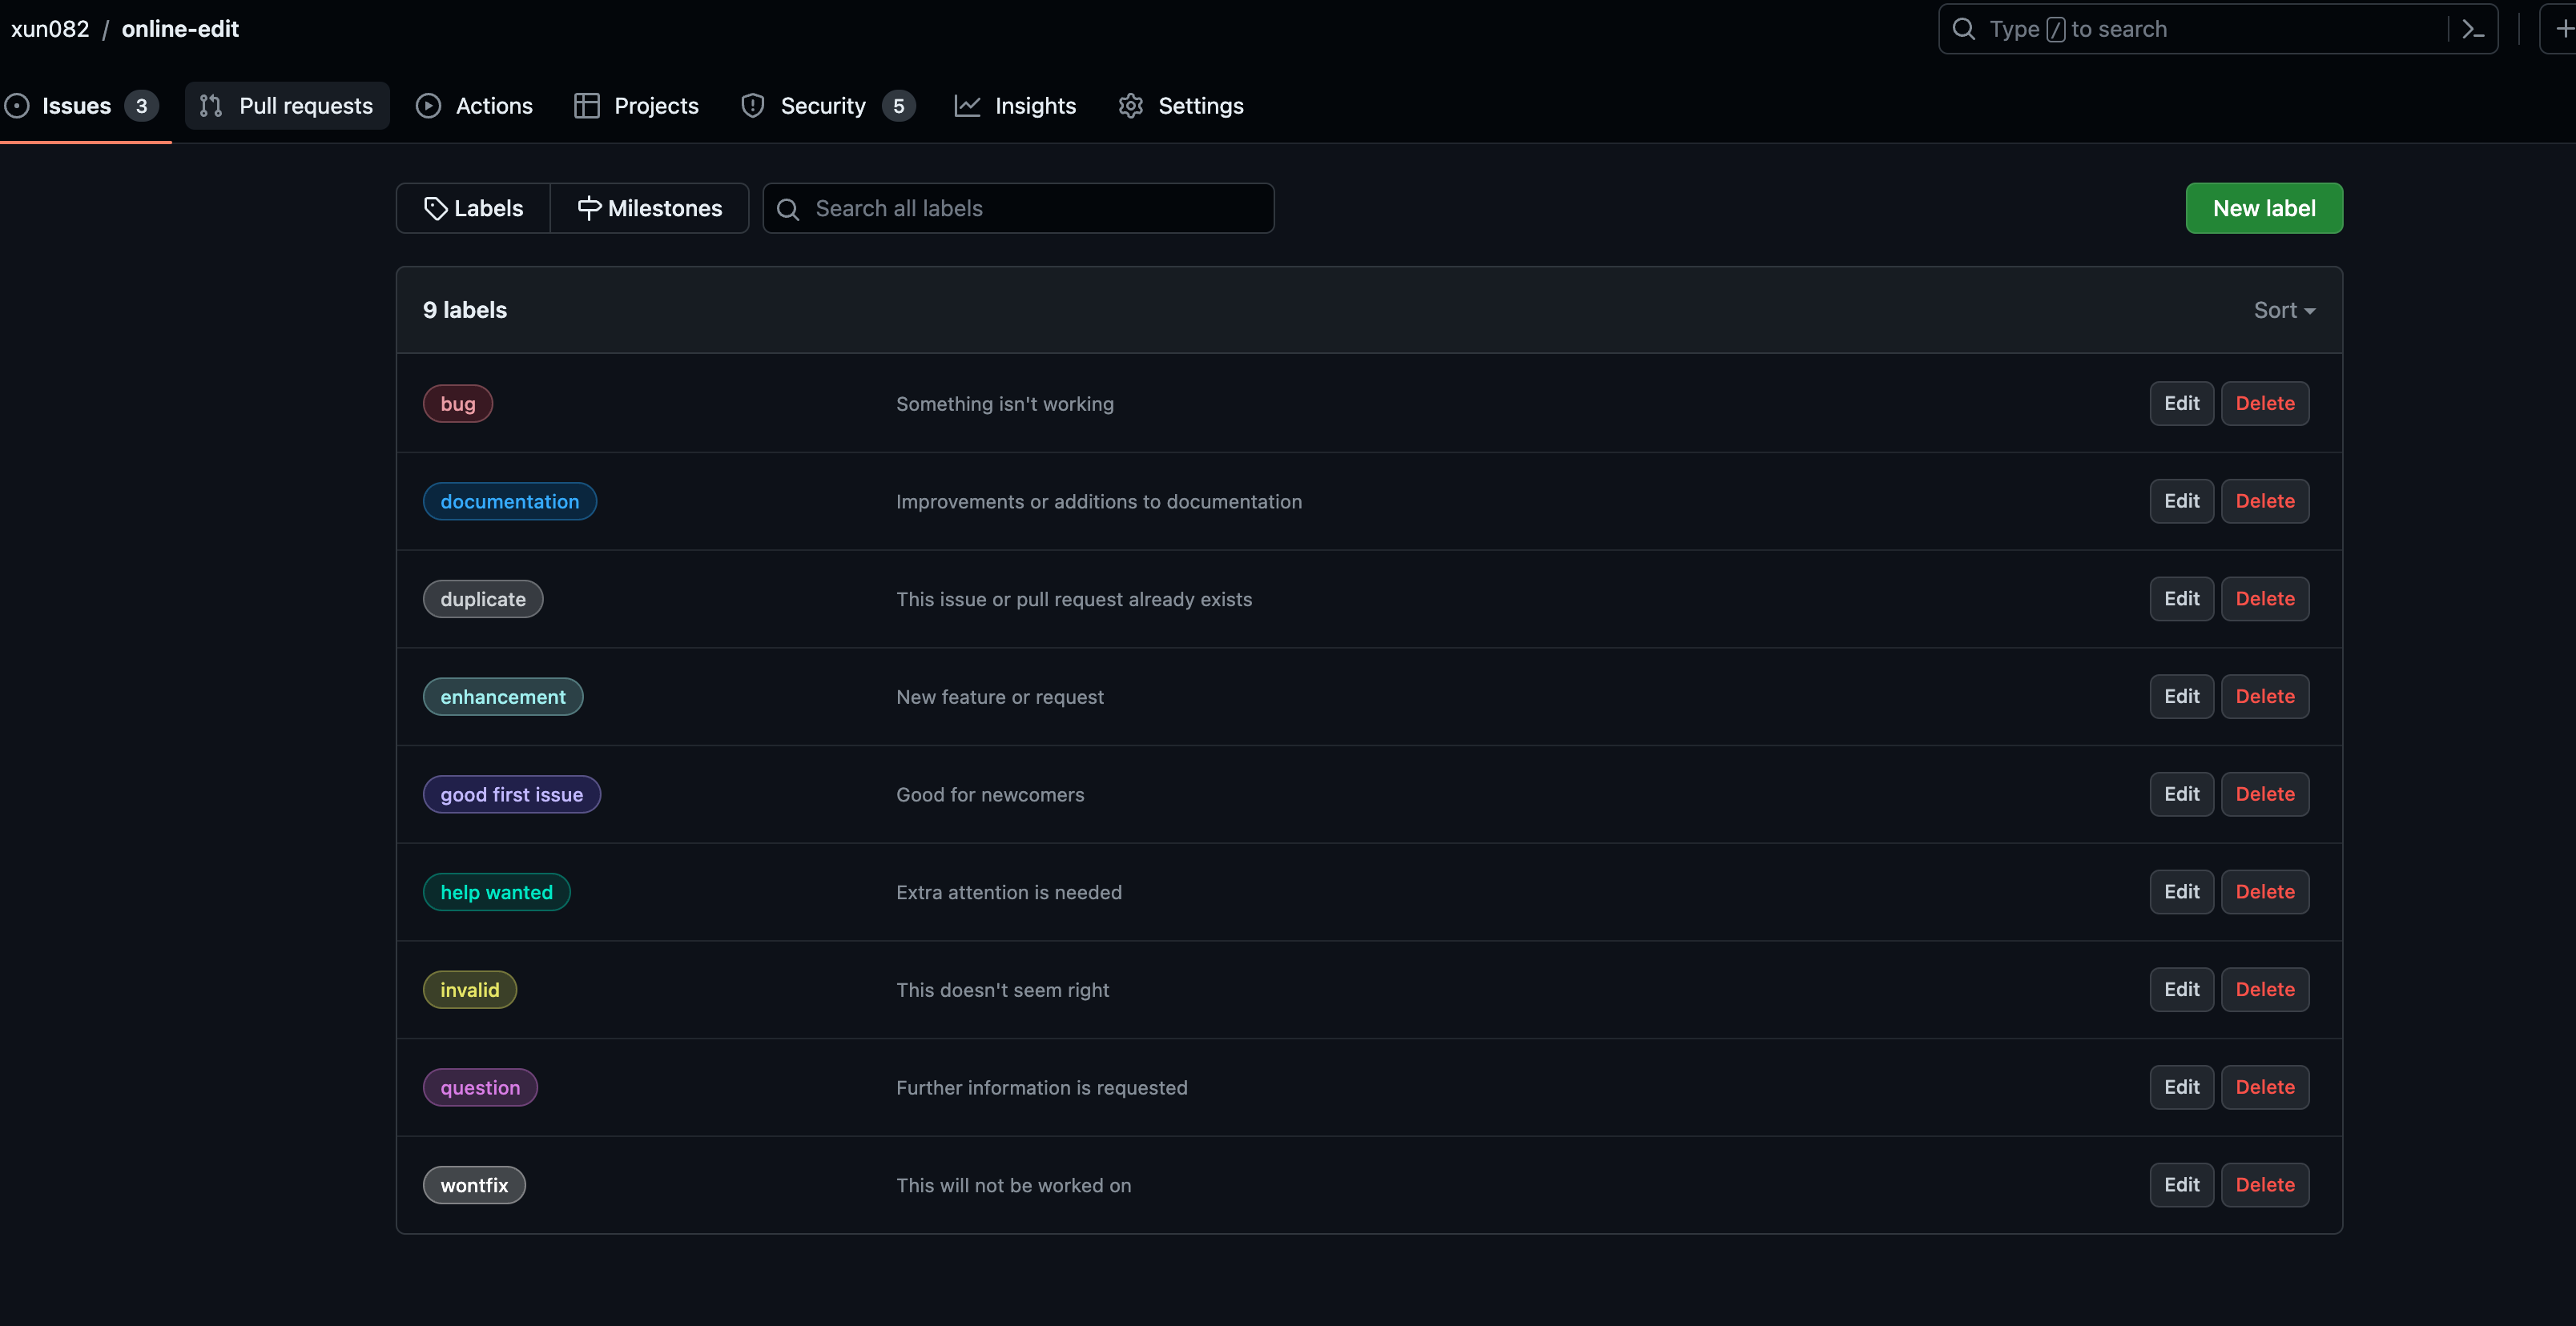 xun082 / online-edit
Type / to search
Issues 3 Pull requests Actions Projects Security 5 Insights Settings
Labels Milestones Search all labels New label
9 labels Sort
bug Something isn't working Edit Delete
documentation Improvements or additions to documentation Edit Delete
duplicate This issue or pull request already exists Edit Delete
enhancement New feature or request Edit Delete
good first issue Good for newcomers Edit Delete
help wanted Extra attention is needed Edit Delete
invalid This doesn't seem right Edit Delete
question Further information is requested Edit Delete
wontfix This will not be worked on Edit Delete